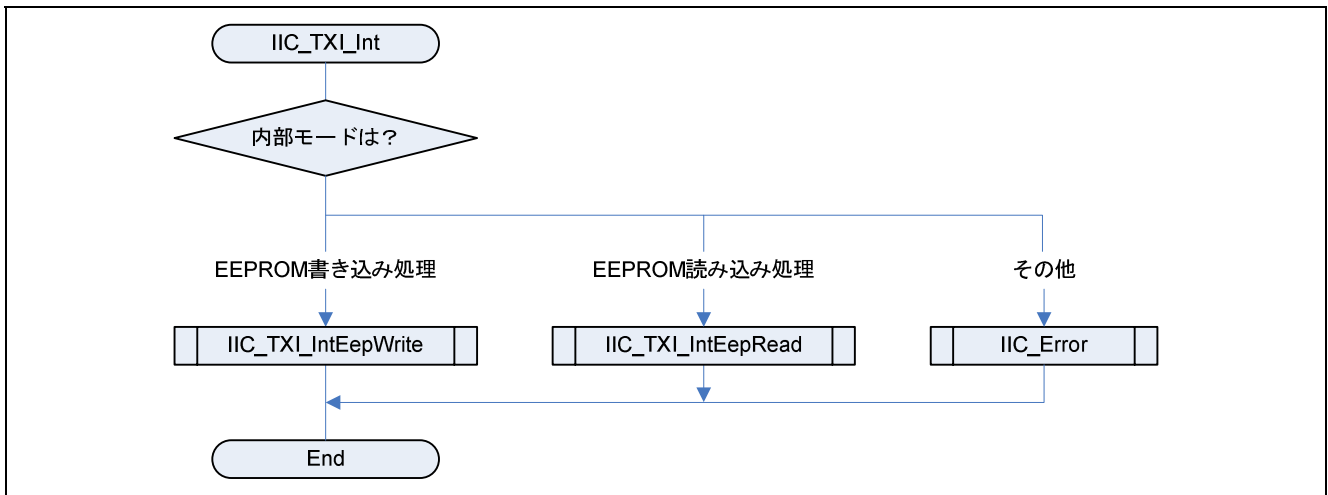 IIC_TXI_Int
内部モードは？
EEPROM書き込み処理
EEPROM読み込み処理
その他
IIC_TXI_IntEepWrite
IIC_TXI_IntEepRead
IIC_Error
End